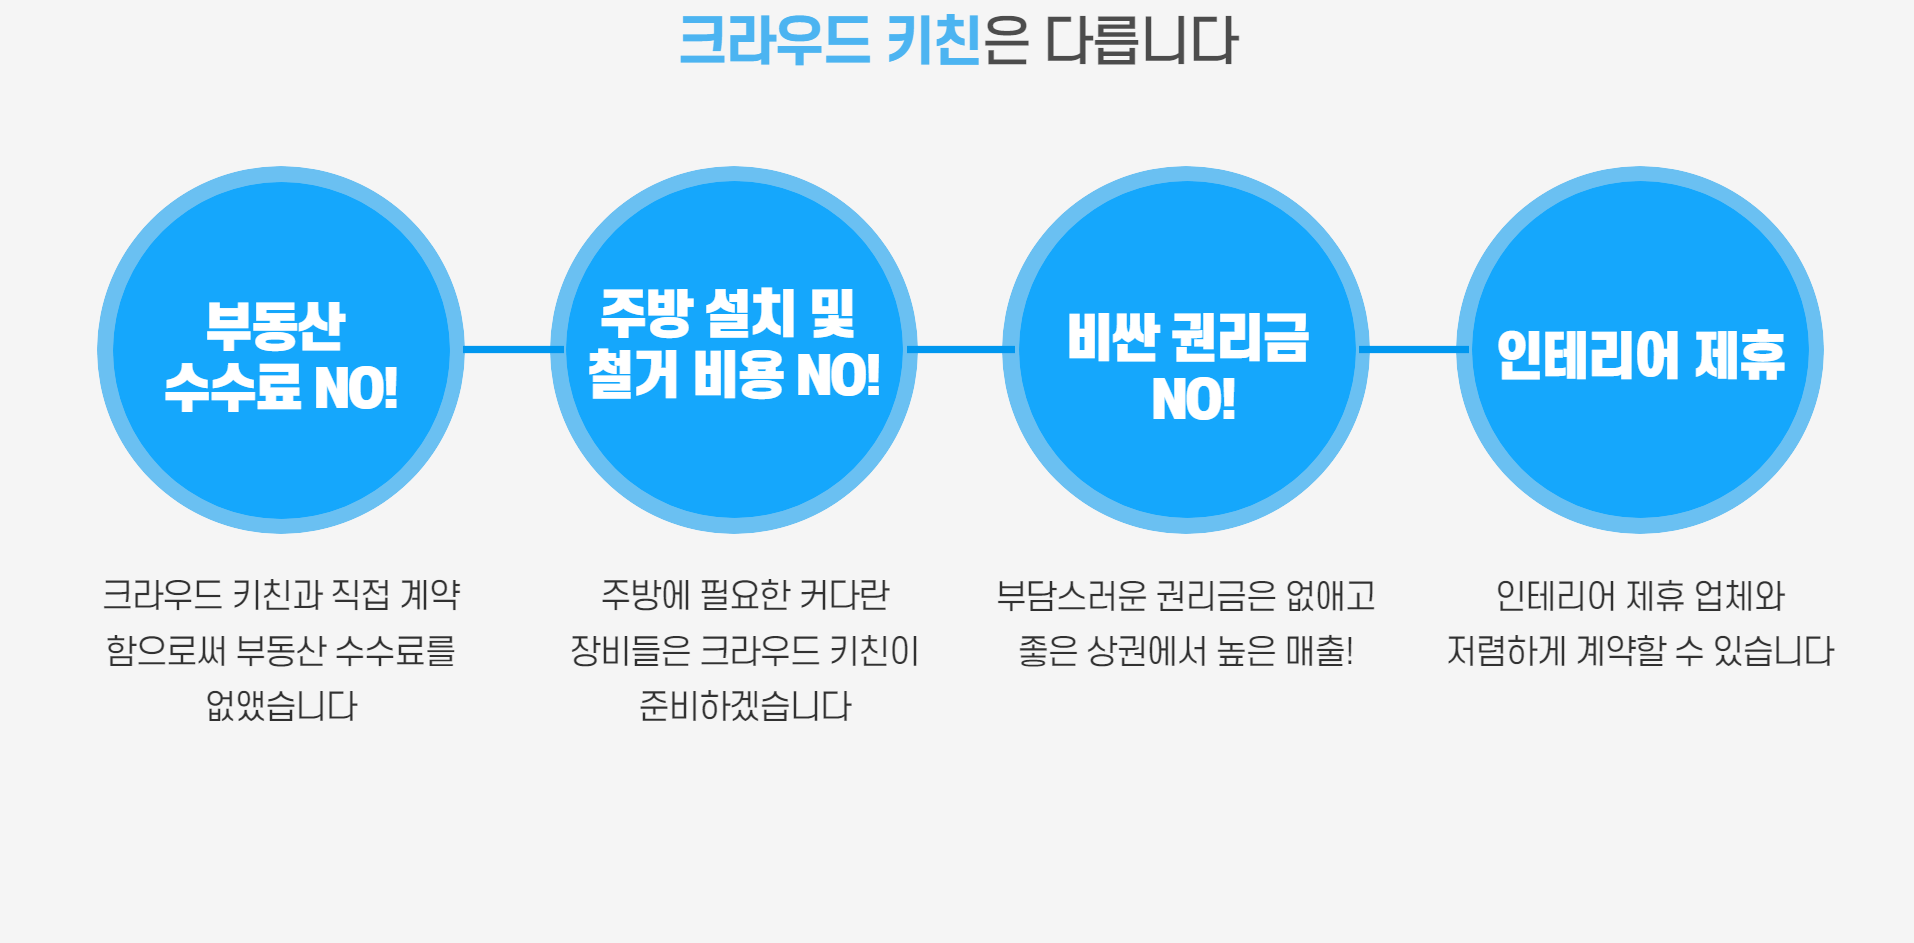 크라우드 키친은 다릅니다
부동산
수수료 NO!
주방 설치 및
철거 비용 NO!
비싼 권리금
NO!
인테리어 제휴
크라우드 키친과 직접 계약
함으로써 부동산 수수료를
없앴습니다
주방에 필요한 커다란
장비들은 크라우드 키친이
준비하겠습니다
부담스러운 권리금은 없애고
좋은 상권에서 높은 매출!
인테리어 제휴 업체와
저렴하게 계약할 수 있습니다